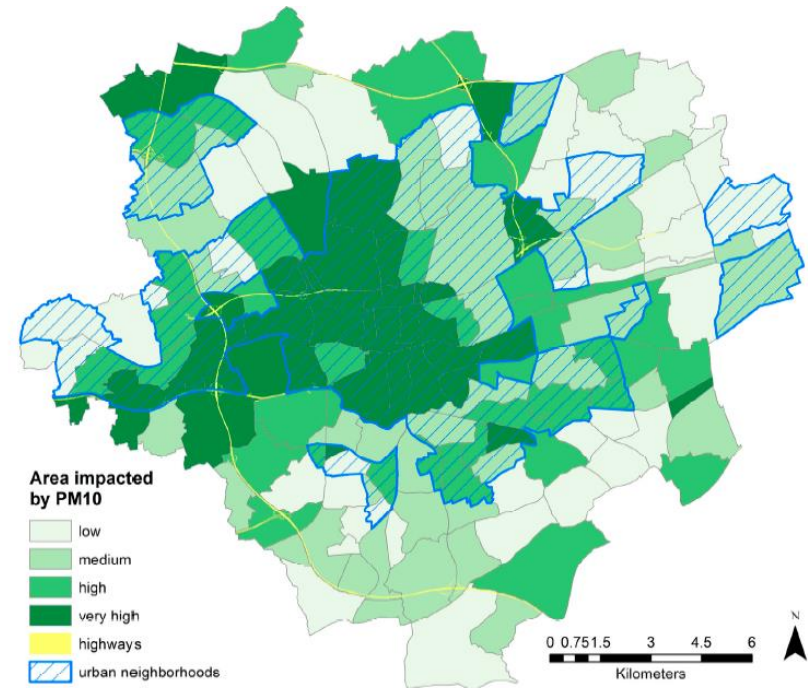 Area impacted
by PM10
low
medium
high
very high
highways
urban neighborhoods
N
0 0.751.5 3 4.5 6
Kilometers